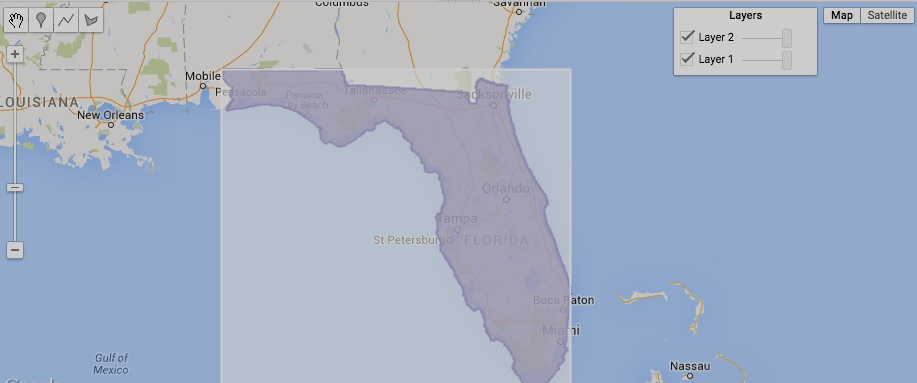 Columbus
Savannah
Layers
Layer 2
Layer 1
Map
Satellite
Mobile
Pensacola
Panama
City Beach
Tallahassee
Jacksonville
LOUISIANA
New Orleans
Orlando
Tampa
St Petersburg
FLORIDA
Boca Raton
Miami
Gulf of
Mexico
Nassau